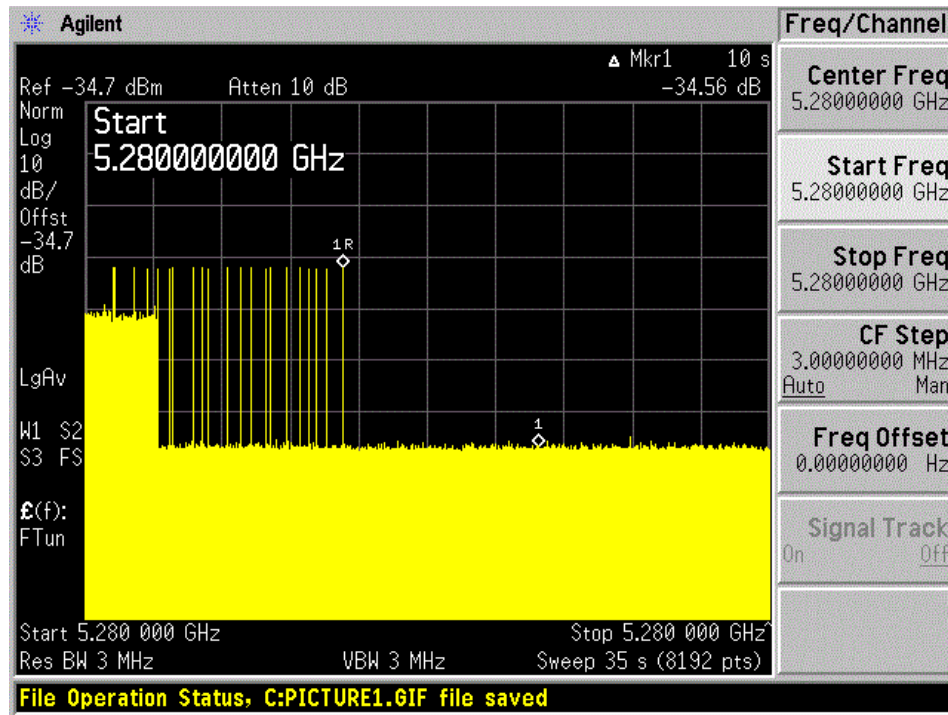 Agilent
Freq/Channel
Mkr1 10 s
Ref -34.7 dBm Atten 10 dB -34.56 dB
Norm
Log
10
dB/
Offst
-34.7
dB
Start
5.280000000 GHz
1R
1
LgAv
W1 S2
S3 FS
£(f):
FTun
Start 5.280 000 GHz Stop 5.280 000 GHz^
Res BW 3 MHz VBW 3 MHz Sweep 35 s (8192 pts)
File Operation Status, C:PICTURE1.GIF file saved
Center Freq
5.28000000 GHz
Start Freq
5.28000000 GHz
Stop Freq
5.28000000 GHz
CF Step
3.00000000 MHz
Auto Man
Freq Offset
0.00000000 Hz
Signal Track
On Off